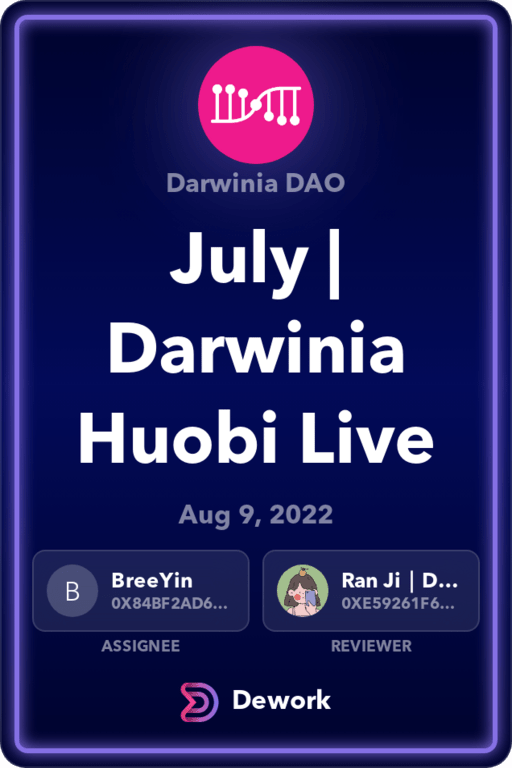 Darwinia DAO
July |
Darwinia
Huobi Live
Aug 9, 2022
B
BreeYin
0X84BF2AD6...
Ran Ji | D...
0XE59261F6...
ASSIGNEE
REVIEWER
Dework